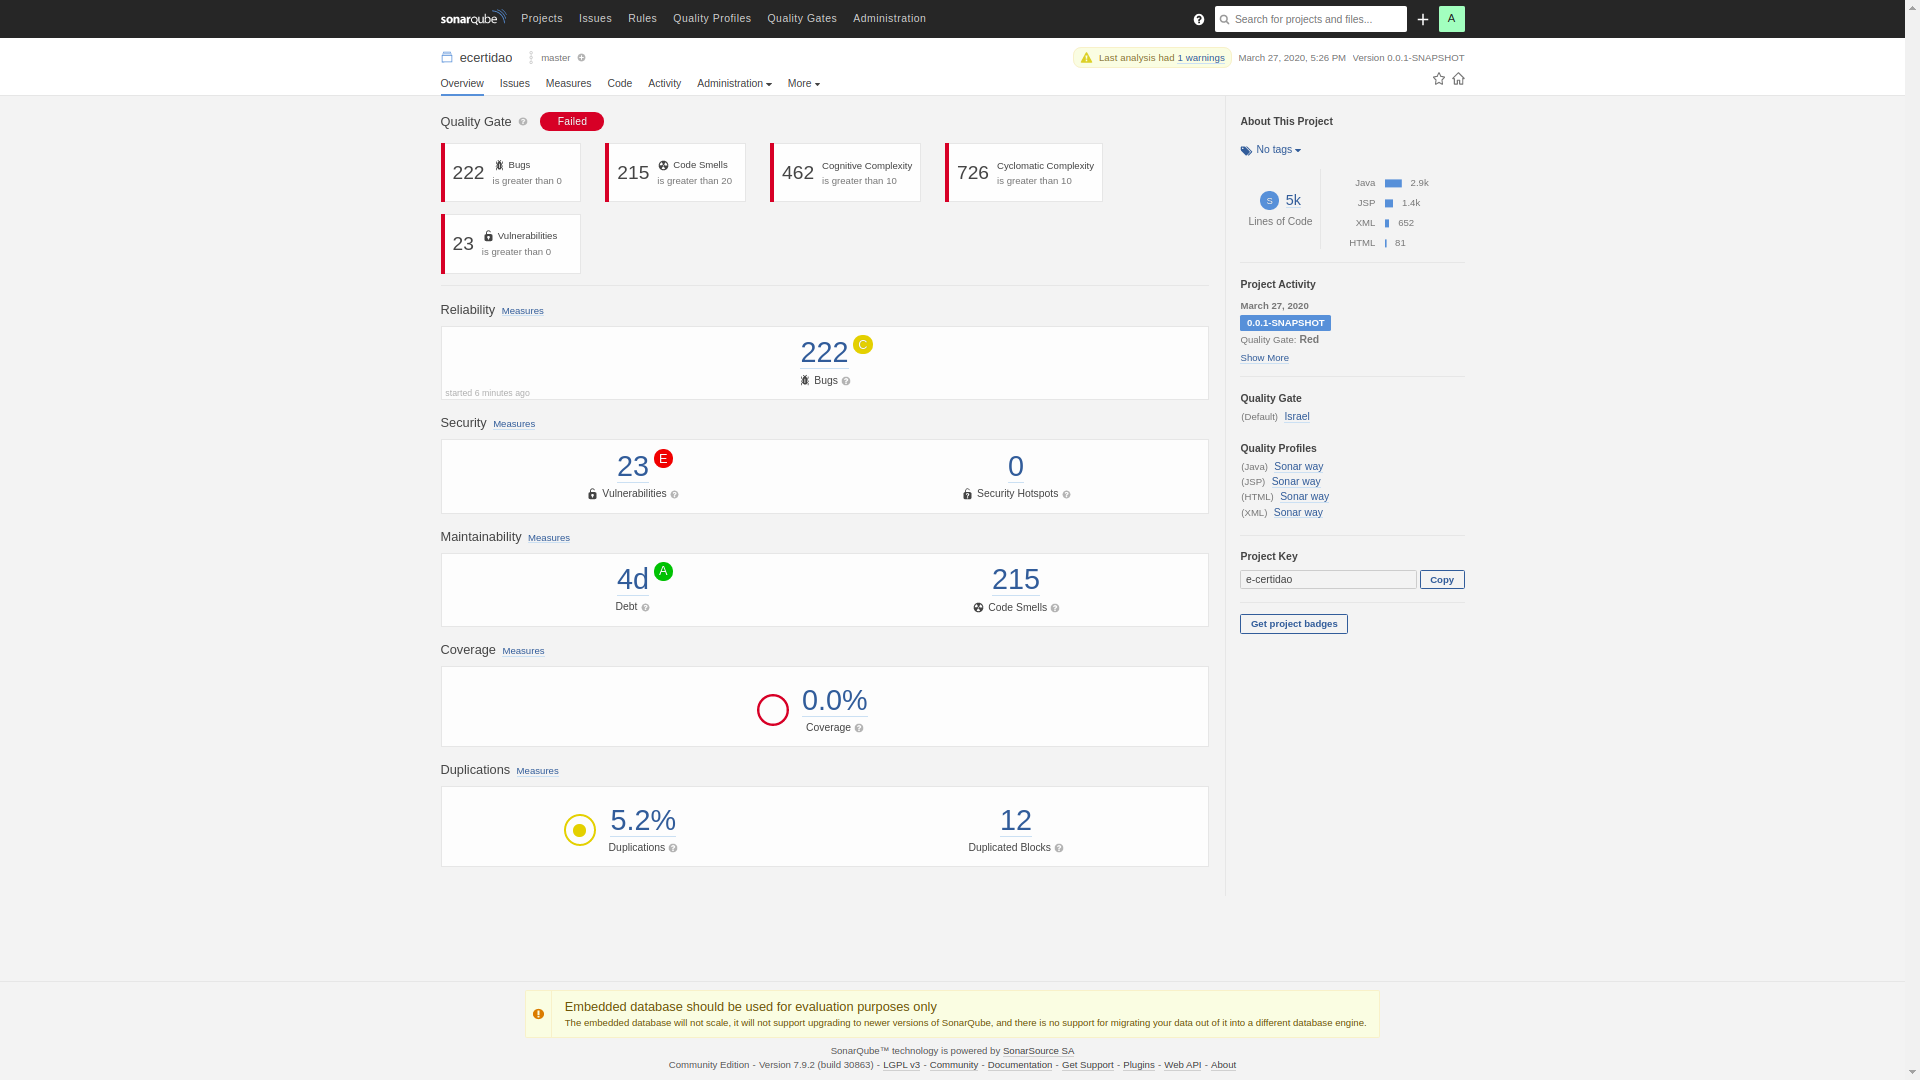 sonarqube Projects Issues Rules Quality Profiles Quality Gates Administration Search for projects and files... A
ecertidao master Last analysis had 1 warnings March 27, 2020, 5:26 PM Version 0.0.1-SNAPSHOT
Overview Issues Measures Code Activity Administration More
Quality Gate Failed
222 Bugs
is greater than 0
215 Code Smells
is greater than 20
462 Cognitive Complexity
is greater than 10
726 Cyclomatic Complexity
is greater than 10
23 Vulnerabilities
is greater than 0
Reliability Measures
222 C
Bugs
started 6 minutes ago
Security Measures
23 E
Vulnerabilities
0
Security Hotspots
Maintainability Measures
4d A
Debt
215
Code Smells
Coverage Measures
0.0%
Coverage
Duplications Measures
5.2%
Duplications
12
Duplicated Blocks
About This Project
No tags
S 5k
Lines of Code
Java 2.9k
JSP 1.4k
XML 652
HTML 81
Project Activity
March 27, 2020
0.0.1-SNAPSHOT
Quality Gate: Red
Show More
Quality Gate
(Default) Israel
Quality Profiles
(Java) Sonar way
(JSP) Sonar way
(HTML) Sonar way
(XML) Sonar way
Project Key
e-certidao Copy
Get project badges
Embedded database should be used for evaluation purposes only
The embedded database will not scale, it will not support upgrading to newer versions of SonarQube, and there is no support for migrating your data out of it into a different database engine.
SonarQube™ technology is powered by SonarSource SA
Community Edition - Version 7.9.2 (build 30863) - LGPL v3 - Community - Documentation - Get Support - Plugins - Web API - About